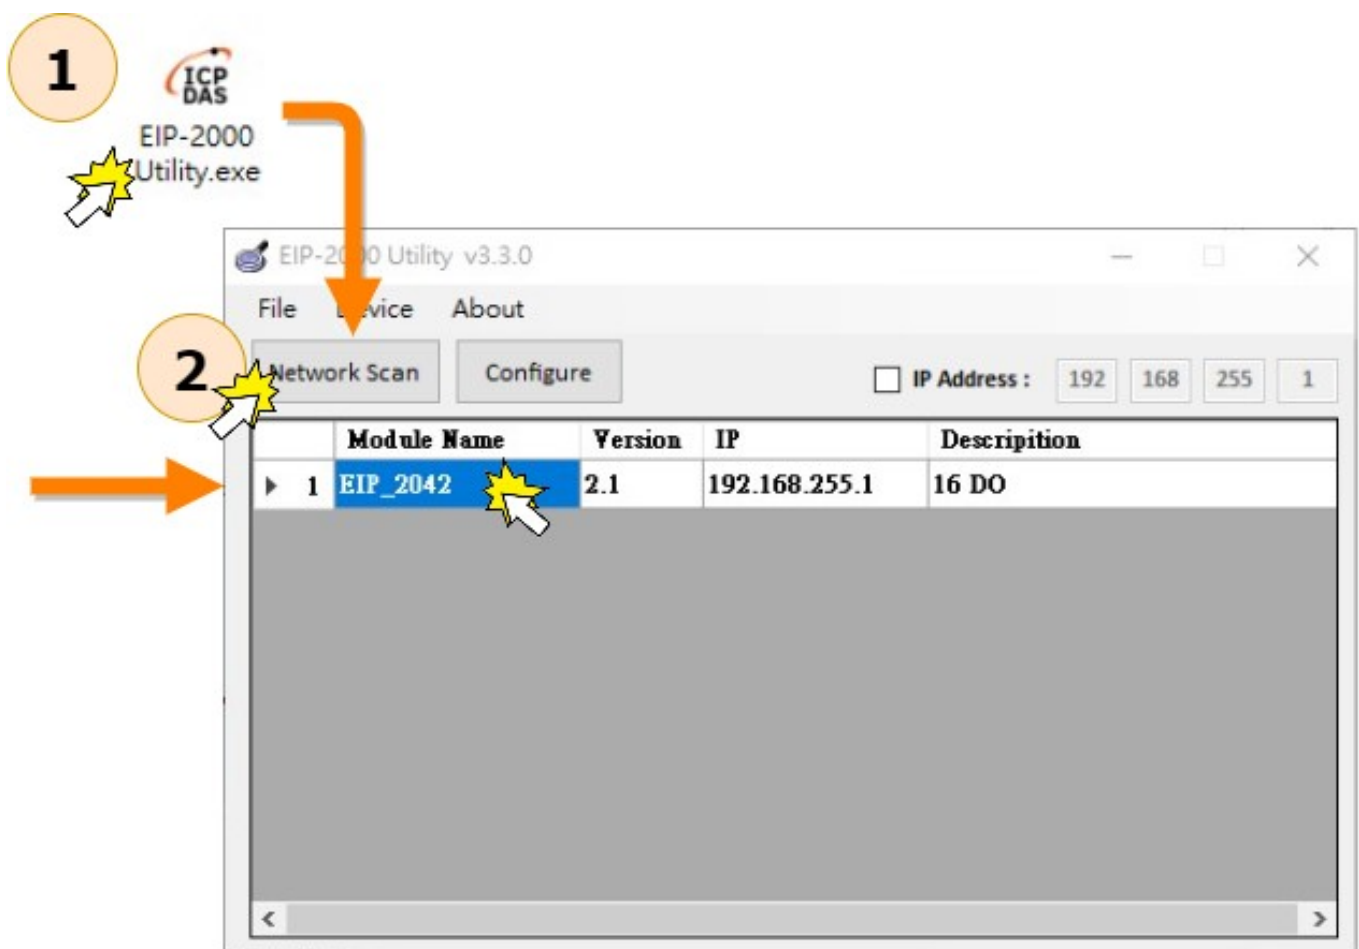 1
ICP
DAS
EIP-2000
Utility.exe
EIP-2000 Utility v3.3.0
File Device About
2
Network Scan Configure IP Address : 192 168 255 1
Module Name Version IP Descripition
1 EIP_2042 2.1 192.168.255.1 16 DO